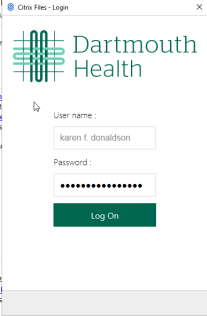 Citrix Files - Login
Dartmouth
Health
User name :
karen f. donaldson
Password :
Log On